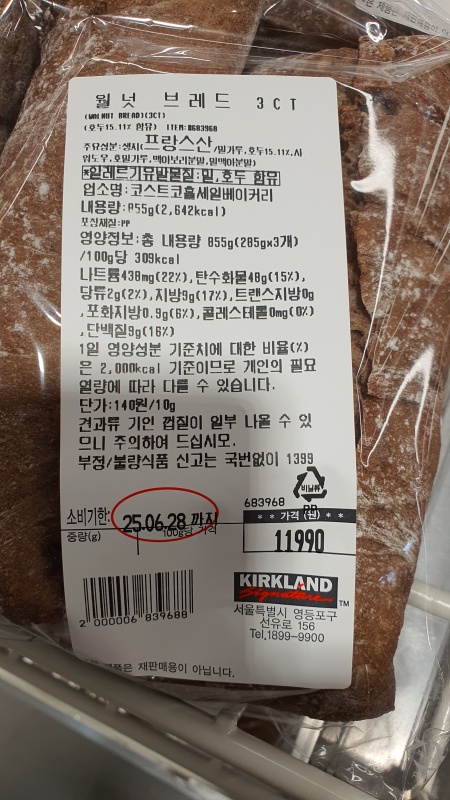 월넛 브레드 3CT
(WALNUT BREAD)(3CT)
(호두15.11% 함유) ITEM:0683968
주요성분:생지(프랑스산/밀가루,호두15.11%,사
워도우,호밀가루,맥아보리분말,밀맥아분말)
*알레르기유발물질:밀,호두 함유
업소명:코스트코홀세일베이커리
내용량:855g(2,642kcal)
포장재질:PP
영양정보:총 내용량 855g(285gx3개)
/100g당 309kcal
나트륨438mg(22%),탄수화물48g(15%),
당류2g(2%),지방9g(17%),트랜스지방0g
,포화지방0.9g(6%),콜레스테롤0mg(0%)
,단백질9g(16%)
1일 영양성분 기준치에 대한 비율(%)
은 2,000kcal 기준이므로 개인의 필요
열량에 따라 다를 수 있습니다.
단가:140원/10g
견과류 기인 껍질이 일부 나올 수 있
으니 주의하여 드십시오.
부정/불량식품 신고는 국번없이 1399
비닐류
PP
683968
소비기한: 25.06.28 까지
중량(g) 100g당 가격
* * 가격 (원) * *
11990
2 000006 839688
KIRKLAND
Signature™
서울특별시 영등포구
선유로 156
Tel.1899-9900
제품은 재판매용이 아닙니다.